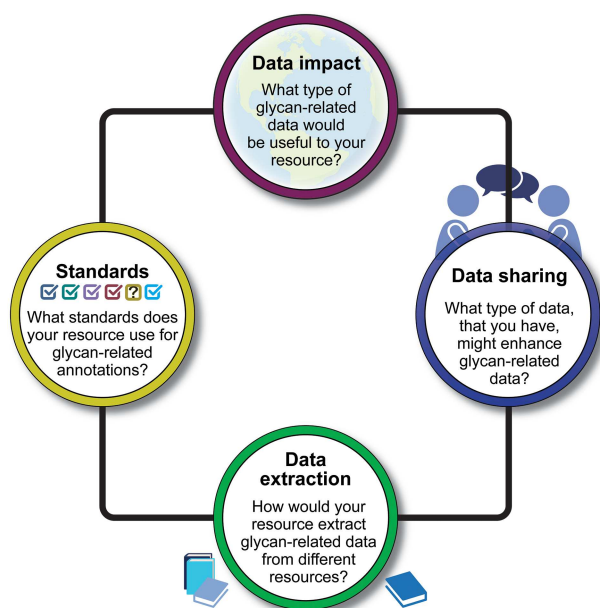 Data impact
What type of
glycan-related
data would
be useful to your
resource?
Standards
?
What standards does
your resource use for
glycan-related
annotations?
Data sharing
What type of data,
that you have,
might enhance
glycan-related
data?
Data
extraction
How would your
resource extract
glycan-related data
from different
resources?